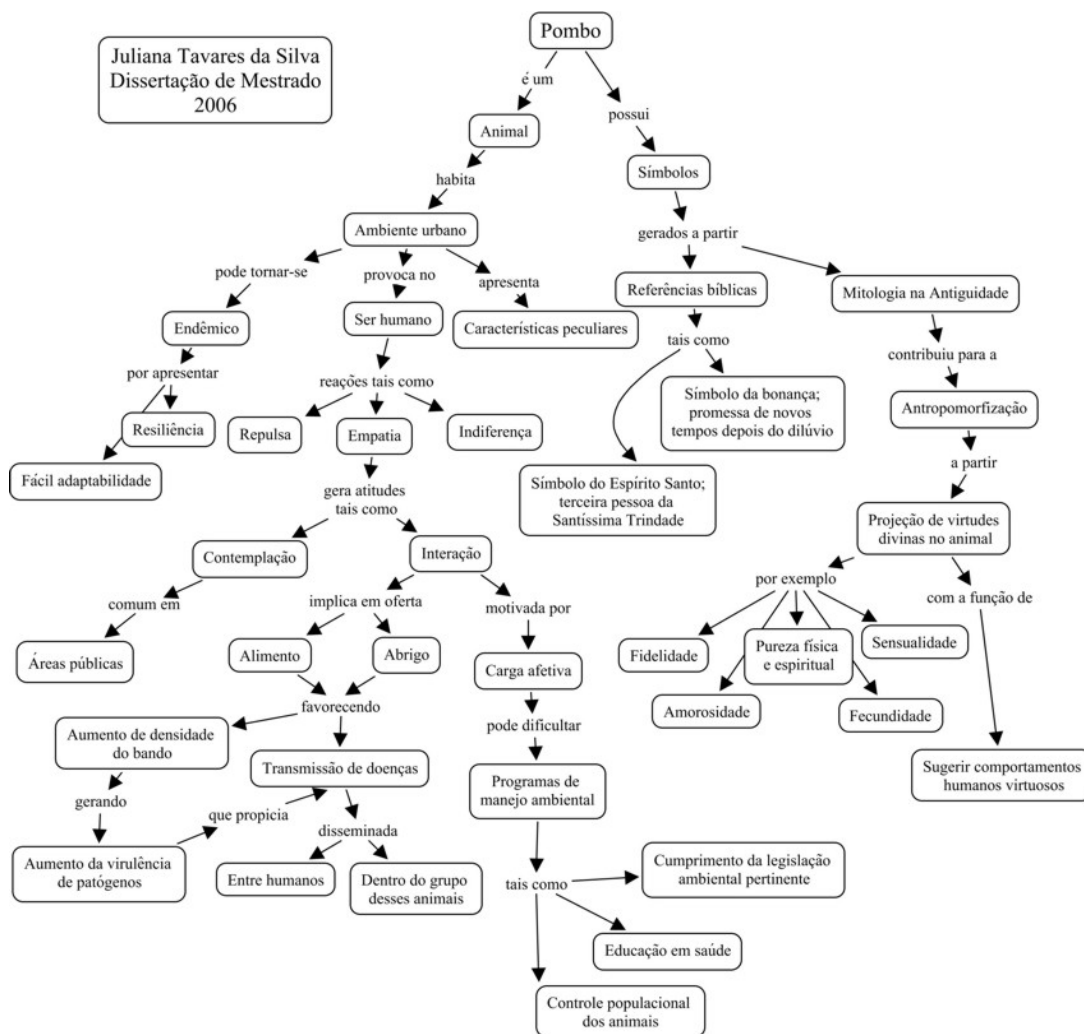 Pombo
Juliana Tavares da Silva
Dissertação de Mestrado
2006
é um
possui
Animal
Símbolos
habita
Ambiente urbano
gerados a partir
pode tornar-se
provoca no
apresenta
Referências bíblicas
Mitologia na Antiguidade
Endêmico
Ser humano
Características peculiares
tais como
contribuiu para a
por apresentar
reações tais como
Símbolo da bonança;
promessa de novos
tempos depois do dilúvio
Antropomorfização
Resiliência
Repulsa
Empatia
Indiferença
Fácil adaptabilidade
a partir
gera atitudes
tais como
Símbolo do Espírito Santo;
terceira pessoa da
Santíssima Trindade
Projeção de virtudes
divinas no animal
Contemplação
Interação
por exemplo
com a função de
comum em
implica em oferta
motivada por
Áreas públicas
Alimento
Abrigo
Carga afetiva
Fidelidade
Pureza física
e espiritual
Sensualidade
Amorosidade
Fecundidade
favorecendo
pode dificultar
Aumento de densidade
do bando
Transmissão de doenças
Programas de
manejo ambiental
Sugerir comportamentos
humanos virtuosos
gerando
que propicia
disseminada
Aumento da virulência
de patógenos
Entre humanos
Dentro do grupo
desses animais
tais como
Cumprimento da legislação
ambiental pertinente
Educação em saúde
Controle populacional
dos animais